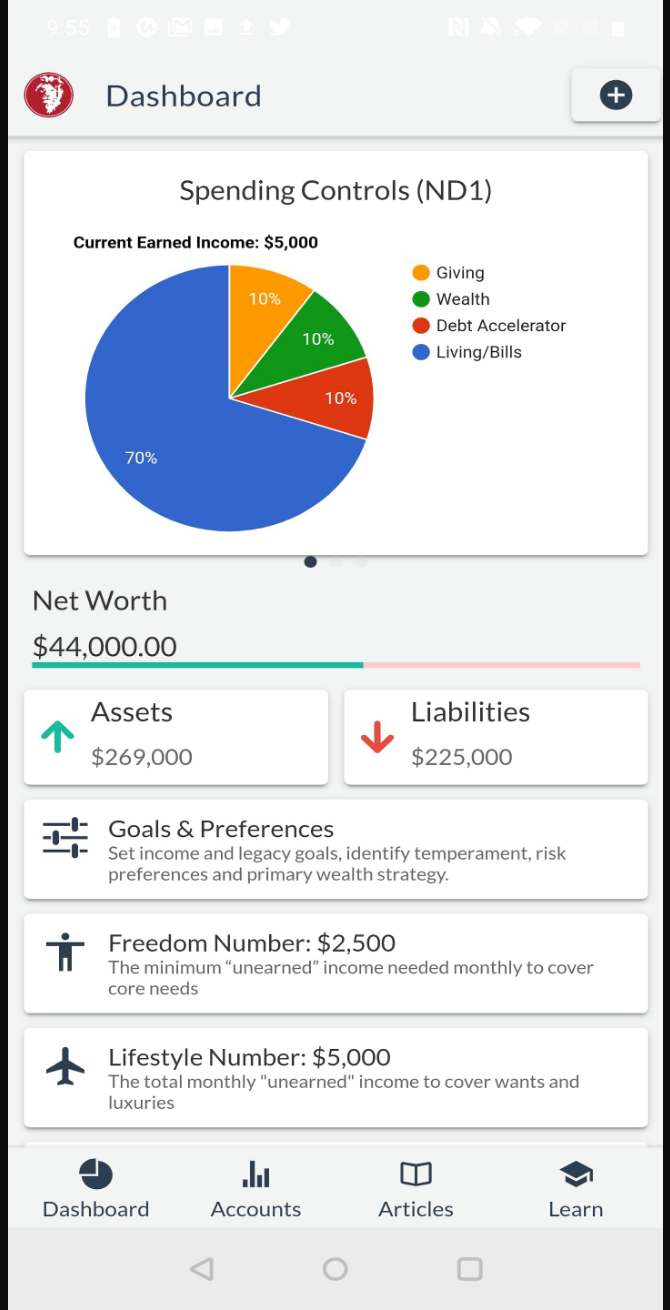 9:55
Dashboard
Spending Controls (ND1)
Current Earned Income: $5,000
Giving
Wealth
Debt Accelerator
Living/Bills
10%
10%
10%
70%
Net Worth
$44,000.00
Assets
$269,000
Liabilities
$225,000
Goals & Preferences
Set income and legacy goals, identify temperament, risk
preferences and primary wealth strategy.
Freedom Number: $2,500
The minimum “unearned” income needed monthly to cover
core needs
Lifestyle Number: $5,000
The total monthly "unearned" income to cover wants and
luxuries
Dashboard
Accounts
Articles
Learn